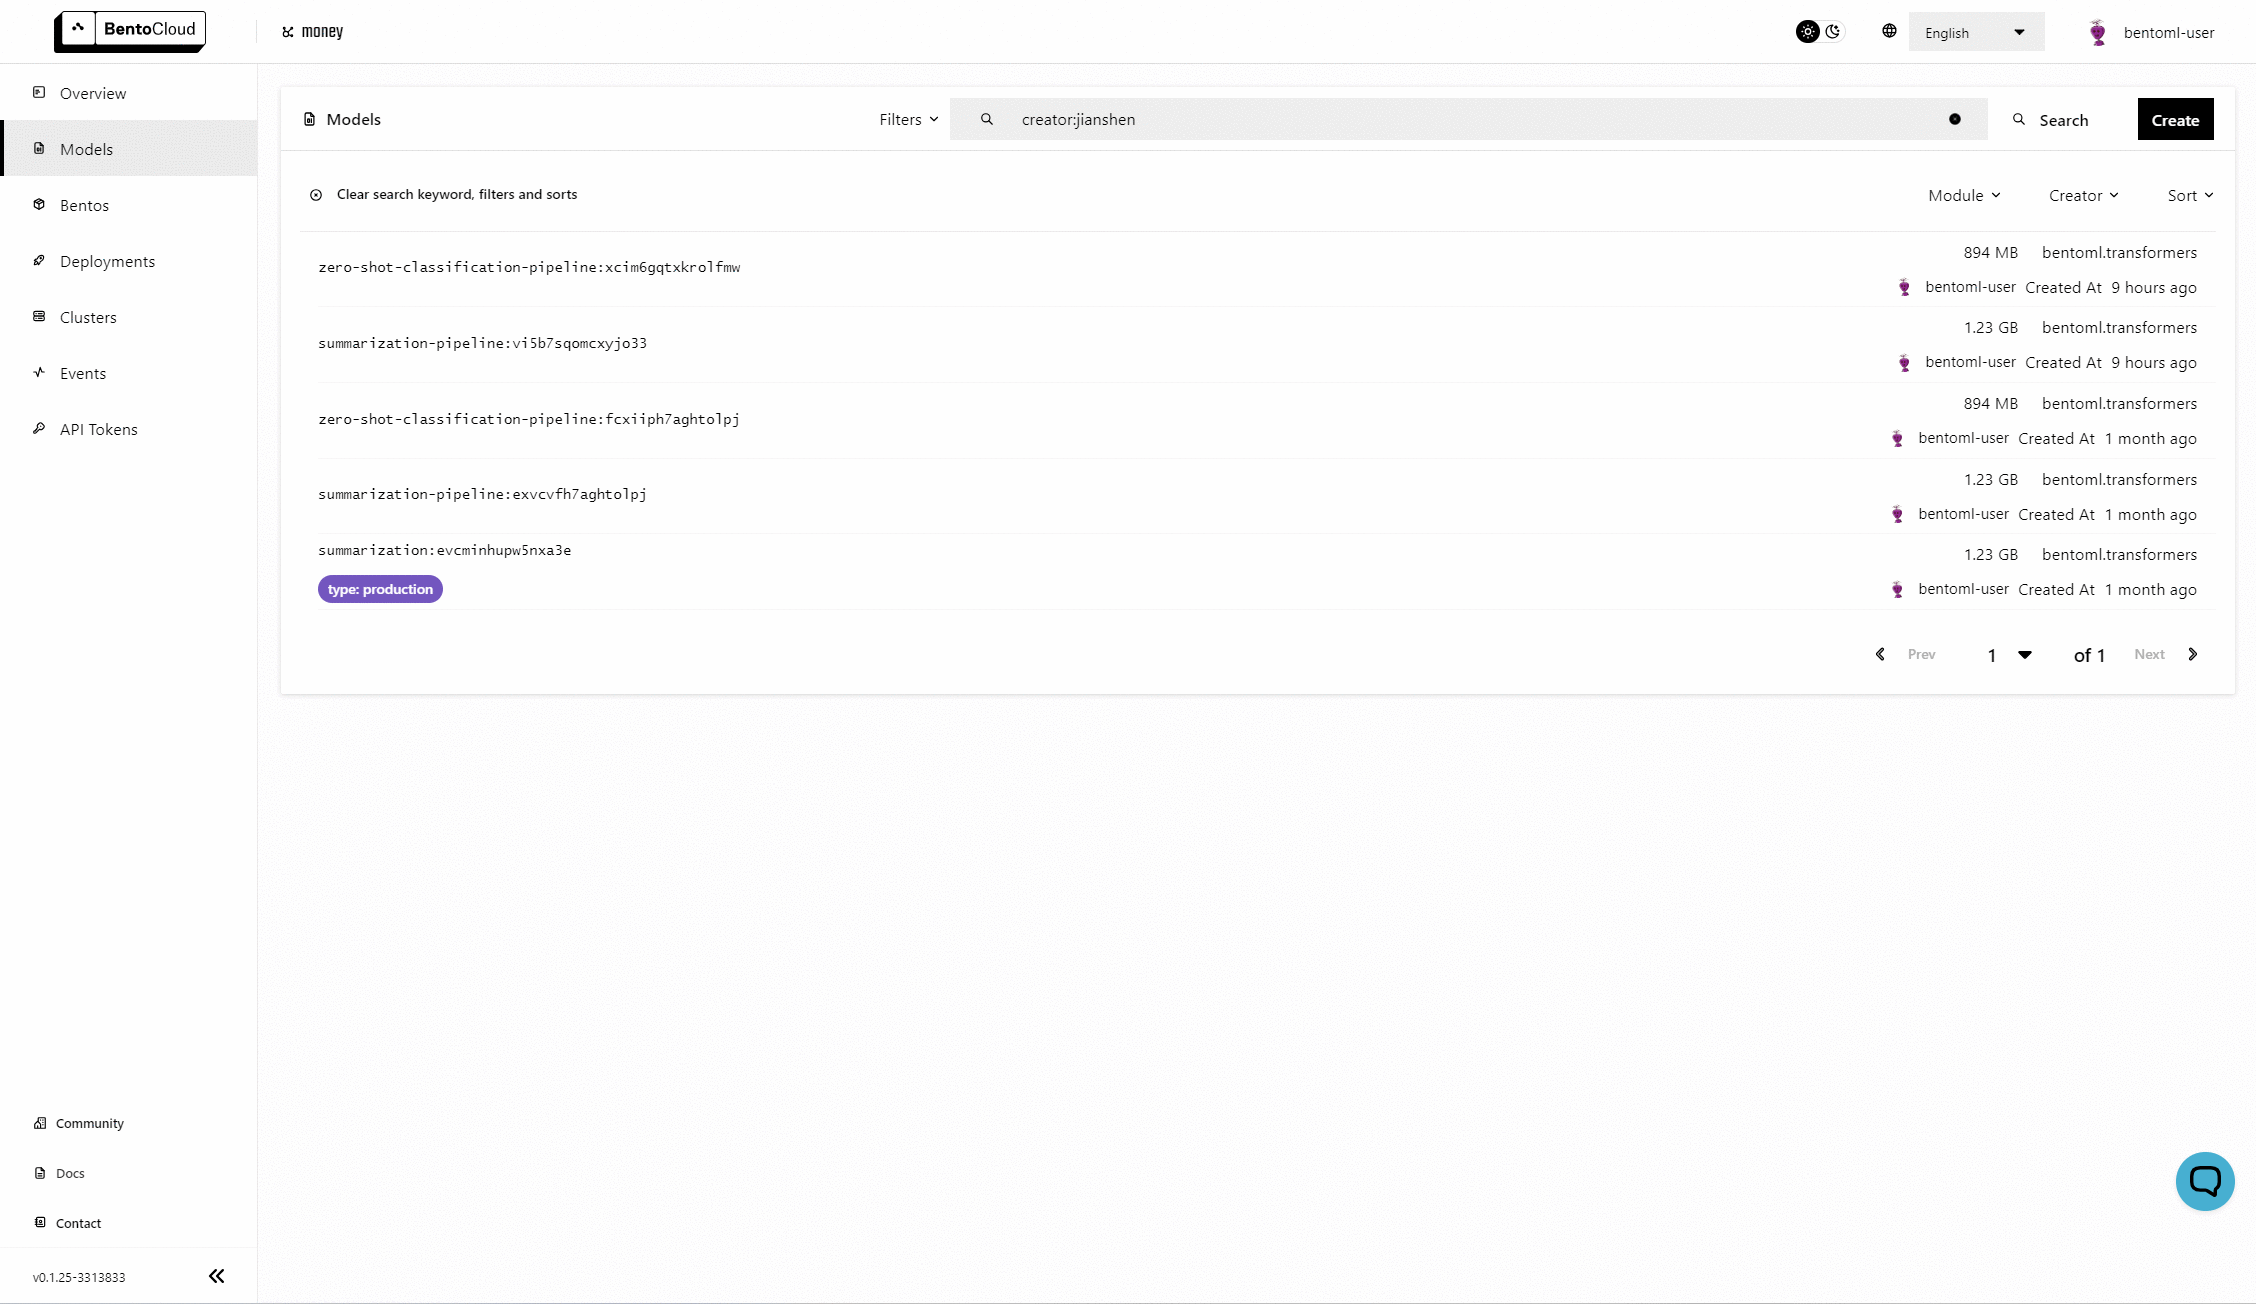 BentoCloud
money
English
bentoml-user
Overview
Models
Bentos
Deployments
Clusters
Events
API Tokens
Models
Filters
creator:jianshen
Search
Create
Clear search keyword, filters and sorts
Module
Creator
Sort
zero-shot-classification-pipeline:xcim6gqtxkrolfmw
894 MB bentoml.transformers
bentoml-user Created At 9 hours ago
summarization-pipeline:vi5b7sqomcxyjo33
1.23 GB bentoml.transformers
bentoml-user Created At 9 hours ago
zero-shot-classification-pipeline:fcxiiph7aghtolpj
894 MB bentoml.transformers
bentoml-user Created At 1 month ago
summarization-pipeline:exvcvfh7aghtolpj
1.23 GB bentoml.transformers
bentoml-user Created At 1 month ago
summarization:evcminhupw5nxa3e
type: production
1.23 GB bentoml.transformers
bentoml-user Created At 1 month ago
Prev 1 of 1 Next
Community
Docs
Contact
v0.1.25-3313833